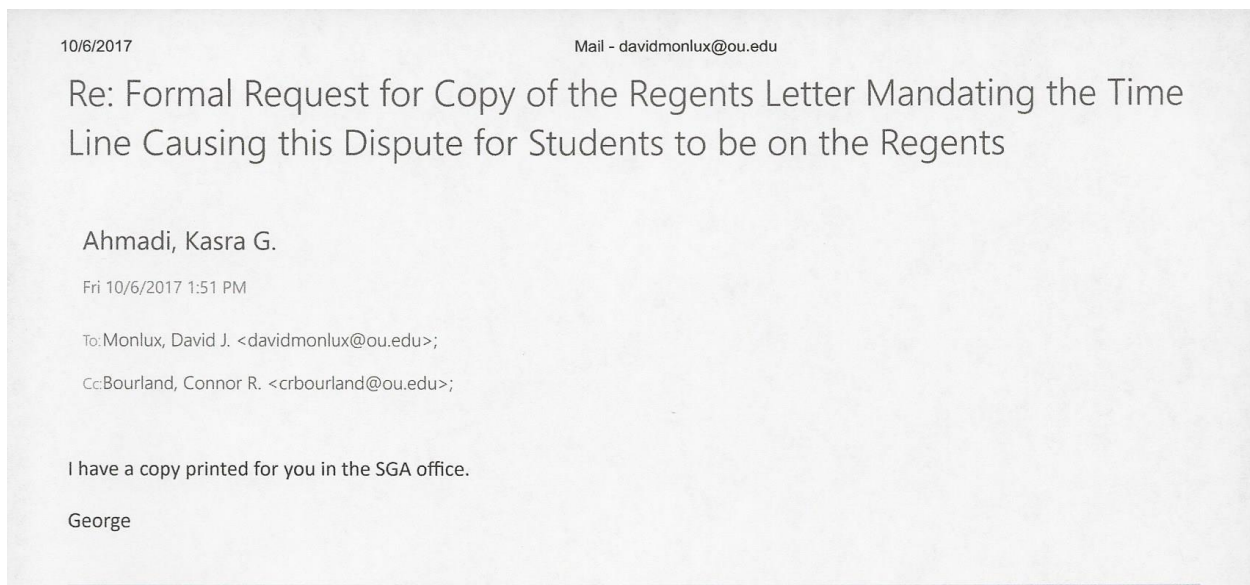 10/6/2017 Mail - davidmonlux@ou.edu
Re: Formal Request for Copy of the Regents Letter Mandating the Time
Line Causing this Dispute for Students to be on the Regents
Ahmadi, Kasra G.
Fri 10/6/2017 1:51 PM
To:Monlux, David J. <davidmonlux@ou.edu>;
Cc:Bourland, Connor R. <crbourland@ou.edu>;
I have a copy printed for you in the SGA office.
George